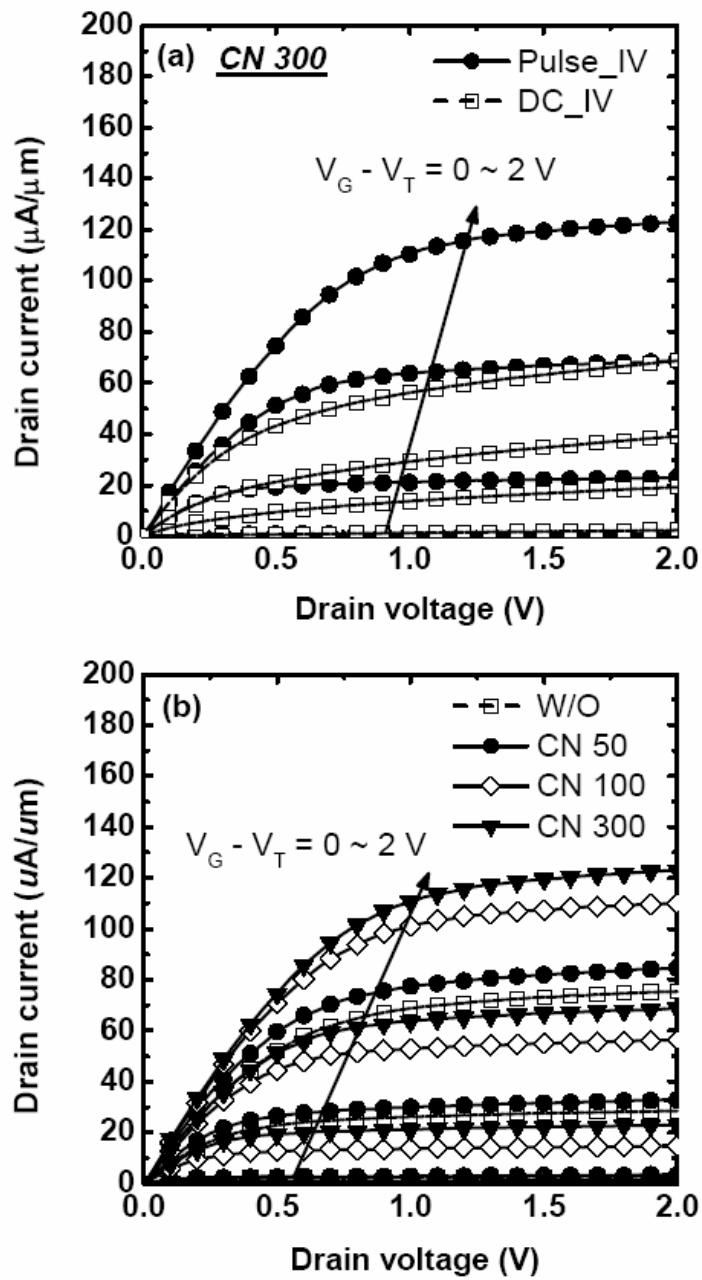 200
(a) CN 300
Pulse_IV
180
DC_IV
160
V_G - V_T = 0 ~ 2 V
140
120
100
80
60
40
20
0
Drain current (μA/μm)
0.0 0.5 1.0 1.5 2.0
Drain voltage (V)
200
(b)
W/O
180
CN 50
160
CN 100
140
CN 300
V_G - V_T = 0 ~ 2 V
120
100
80
60
40
20
0
Drain current (uA/um)
0.0 0.5 1.0 1.5 2.0
Drain voltage (V)